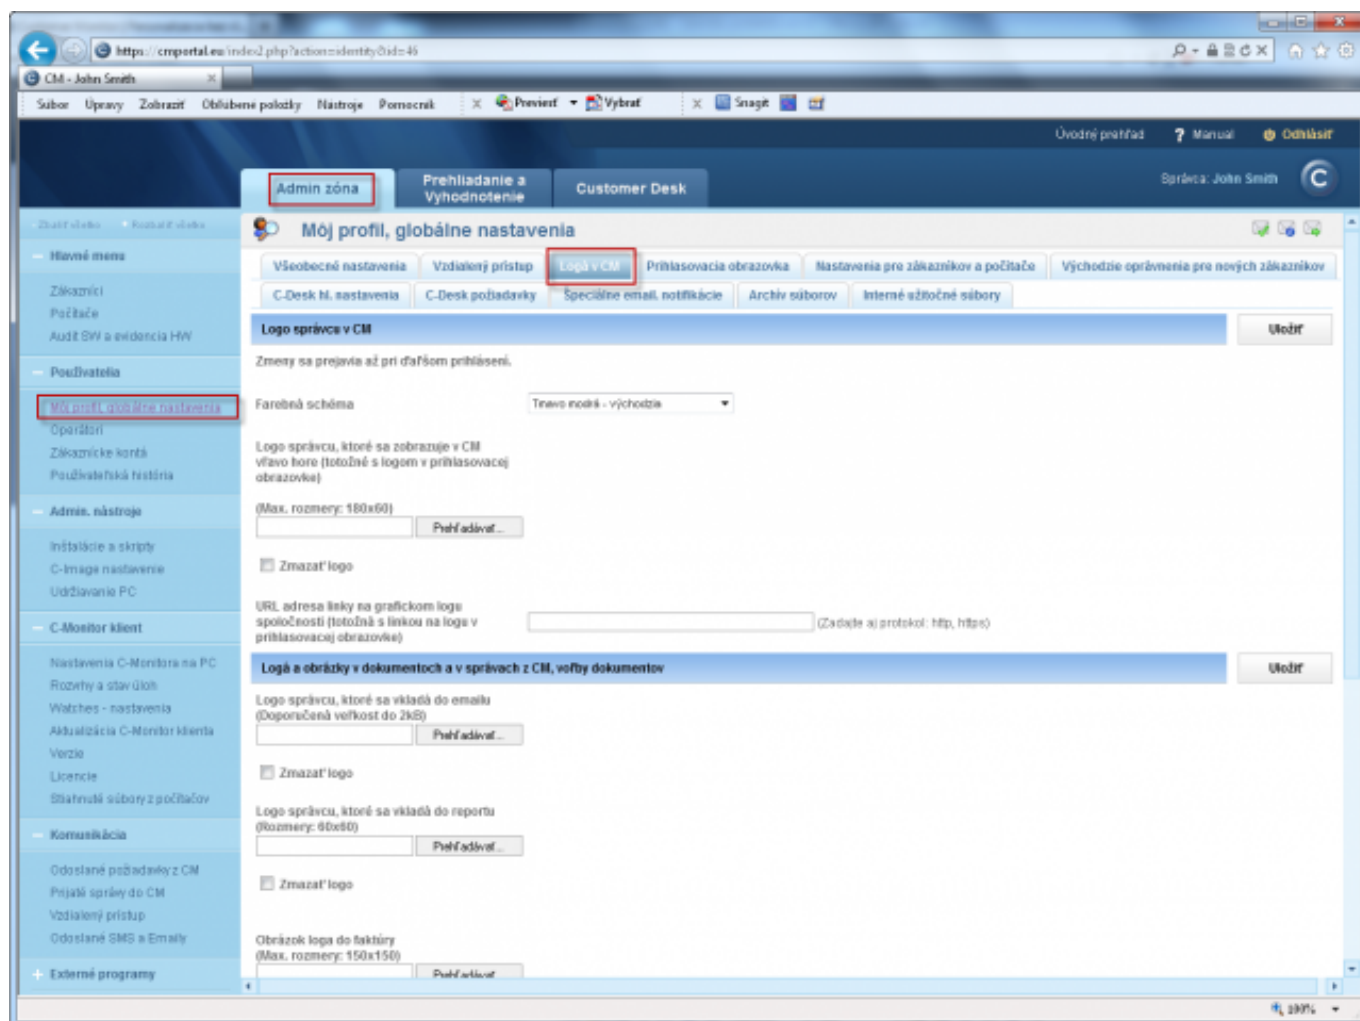 https://cmportal.eu/index2.php?action=identity&id=46
CM - John Smith
Súbor Úpravy Zobraziť Obľúbené položky Nástroje Pomocník Previesť Vybrať Snagit
Úvodný prehľad Manual Odhlásiť
Admin zóna Prehliadanie a Vyhodnotenie Customer Desk
Správca: John Smith
Zbaliť všetko Rozbaliť všetko
Môj profil, globálne nastavenia
Hlavné menu
Zákazníci
Počítače
Audit SW a evidencia HW
Používatelia
Môj profil, globálne nastavenia
Operátori
Zákaznícke kontá
Používateľská história
Admin. nástroje
Inštalácie a skripty
C-Image nastavenie
Udržiavanie PC
C-Monitor klient
Nastavenia C-Monitora na PC
Rozvrhy a stav úloh
Watches - nastavenia
Aktualizácia C-Monitor klienta
Verzie
Licencie
Stiahnuté súbory z počítačov
Komunikácia
Odoslané požiadavky z CM
Prijaté správy do CM
Vzdialený prístup
Odoslané SMS a Emaily
Externé programy
Všeobecné nastavenia Vzdialený prístup Logá v CM Prihlasovacia obrazovka Nastavenia pre zákazníkov a počítače Východzie oprávnenia pre nových zákazníkov
C-Desk hl. nastavenia C-Desk požiadavky Špeciálne email. notifikácie Archív súborov Interné užitočné súbory
Logo správcu v CM Uložiť
Zmeny sa prejavia až pri ďaľšom prihlásení.
Farebná schéma Tmavo modrá - východzia
Logo správcu, ktoré sa zobrazuje v CM
vľavo hore (totožné s logom v prihlasovacej
obrazovke)
(Max. rozmery: 180x60)
Prehľadávať...
Zmazať logo
URL adresa linky na grafickom logu
spoločnosti (totožná s linkou na logu v
prihlasovacej obrazovke)
(Zadajte aj protokol: http, https)
Logá a obrázky v dokumentoch a v správach z CM, voľby dokumentov Uložiť
Logo správcu, ktoré sa vkladá do emailu
(Doporučená veľkosť do 2kB)
Prehľadávať...
Zmazať logo
Logo správcu, ktoré sa vkladá do reportu
(Rozmery: 60x60)
Prehľadávať...
Zmazať logo
Obrázok loga do faktúry
(Max. rozmery: 150x150)
Prehľadávať...
100%